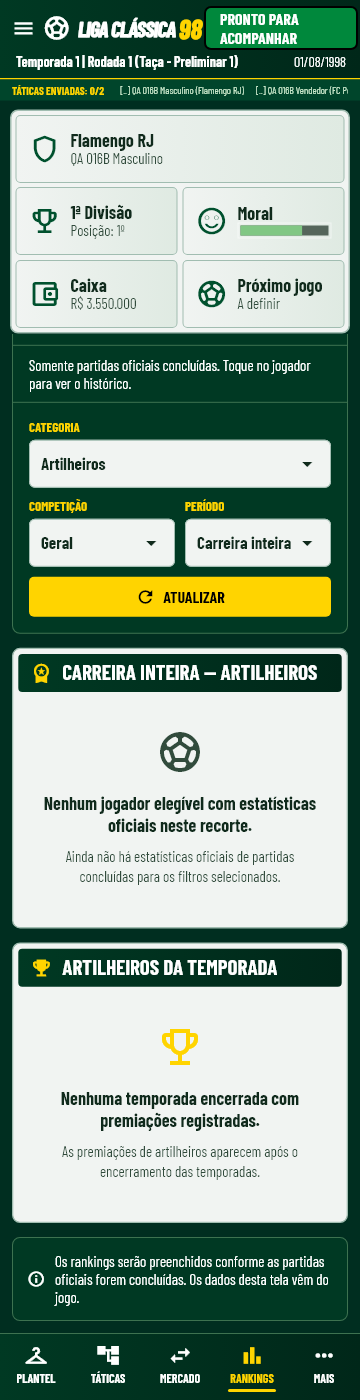 LIGA CLÁSSICA 98
PRONTO PARA
ACOMPANHAR
Temporada 1 | Rodada 1 (Taça - Preliminar 1)
01/08/1998
TÁTICAS ENVIADAS: 0/2
[...] QA 016B Masculino (Flamengo RJ)
[...] QA 016B Vendedor (FC P
Flamengo RJ
QA 016B Masculino
1ª Divisão
Posição: 1º
Moral
Caixa
R$ 3.550.000
Próximo jogo
A definir
Somente partidas oficiais concluídas. Toque no jogador
para ver o histórico.
CATEGORIA
Artilheiros
COMPETIÇÃO
PERÍODO
Geral
Carreira inteira
ATUALIZAR
CARREIRA INTEIRA — ARTILHEIROS
Nenhum jogador elegível com estatísticas
oficiais neste recorte.
Ainda não há estatísticas oficiais de partidas
concluídas para os filtros selecionados.
ARTILHEIROS DA TEMPORADA
Nenhuma temporada encerrada com
premiações registradas.
As premiações de artilheiros aparecem após o
encerramento das temporadas.
Os rankings serão preenchidos conforme as partidas
oficiais forem concluídas. Os dados desta tela vêm do
jogo.
PLANTEL
TÁTICAS
MERCADO
RANKINGS
MAIS